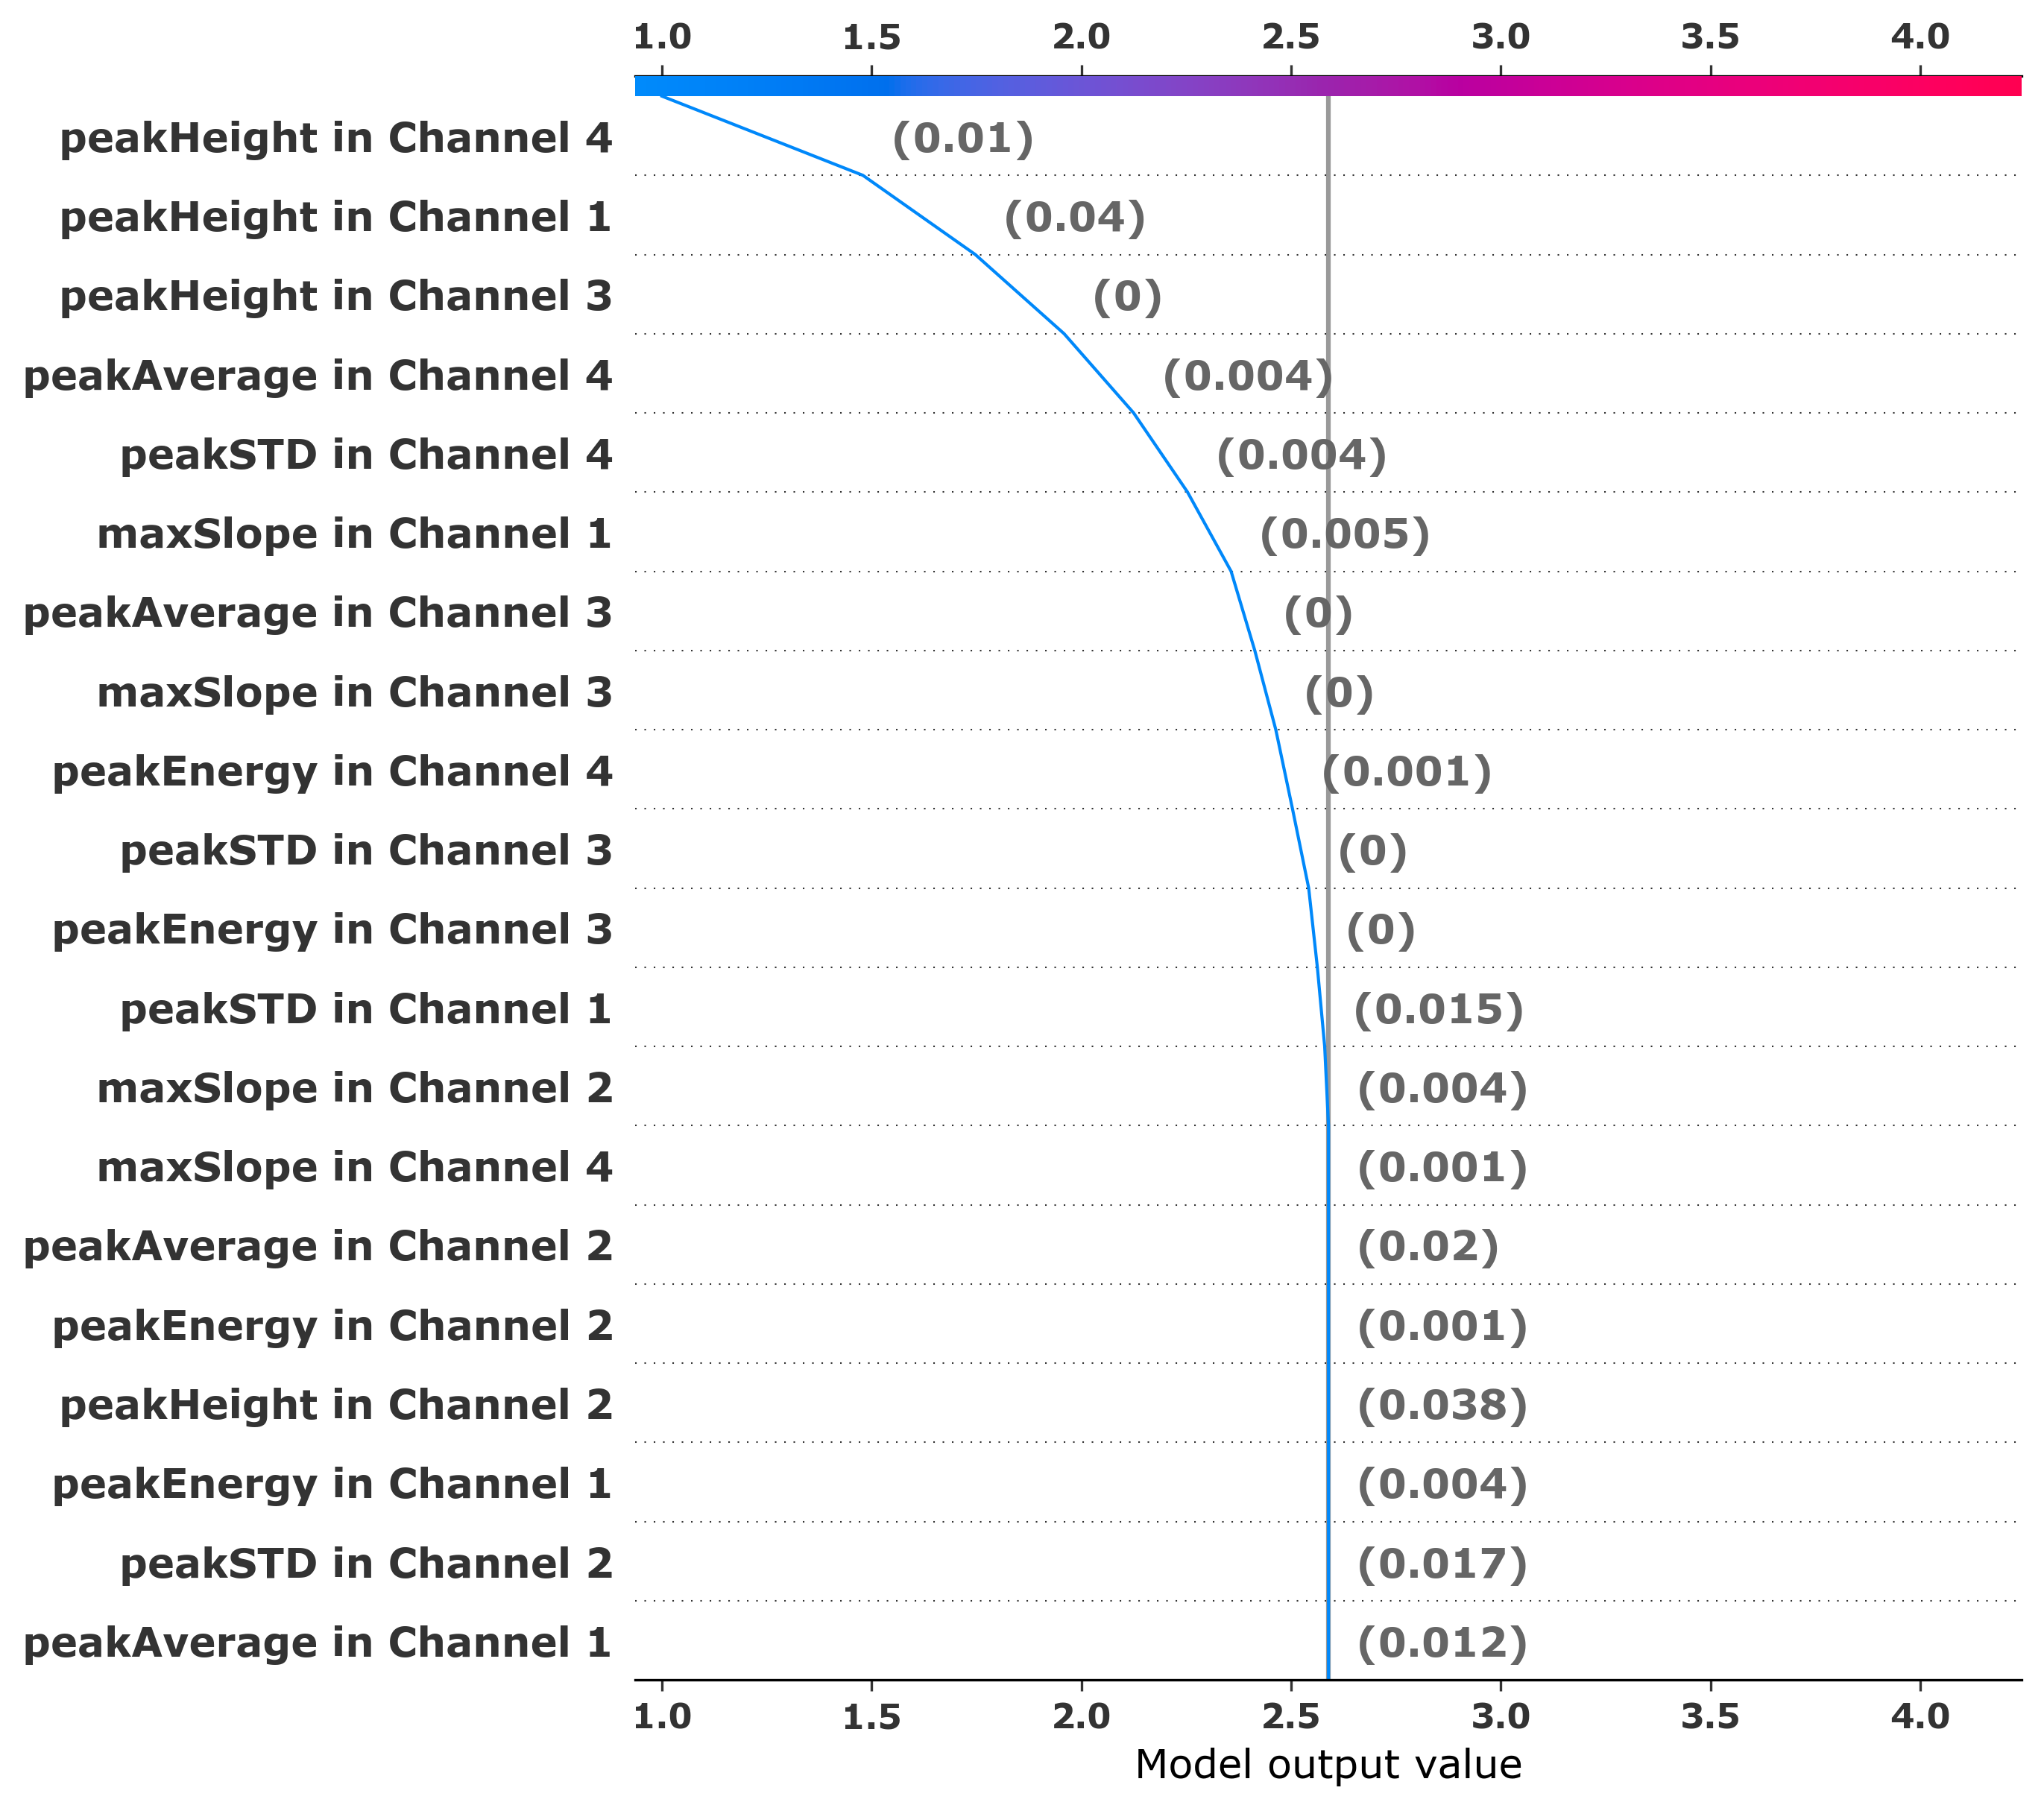 1.0 1.5 2.0 2.5 3.0 3.5 4.0
peakHeight in Channel 4 (0.01)
peakHeight in Channel 1 (0.04)
peakHeight in Channel 3 (0)
peakAverage in Channel 4 (0.004)
peakSTD in Channel 4 (0.004)
maxSlope in Channel 1 (0.005)
peakAverage in Channel 3 (0)
maxSlope in Channel 3 (0)
peakEnergy in Channel 4 (0.001)
peakSTD in Channel 3 (0)
peakEnergy in Channel 3 (0)
peakSTD in Channel 1 (0.015)
maxSlope in Channel 2 (0.004)
maxSlope in Channel 4 (0.001)
peakAverage in Channel 2 (0.02)
peakEnergy in Channel 2 (0.001)
peakHeight in Channel 2 (0.038)
peakEnergy in Channel 1 (0.004)
peakSTD in Channel 2 (0.017)
peakAverage in Channel 1 (0.012)
1.0 1.5 2.0 2.5 3.0 3.5 4.0
Model output value